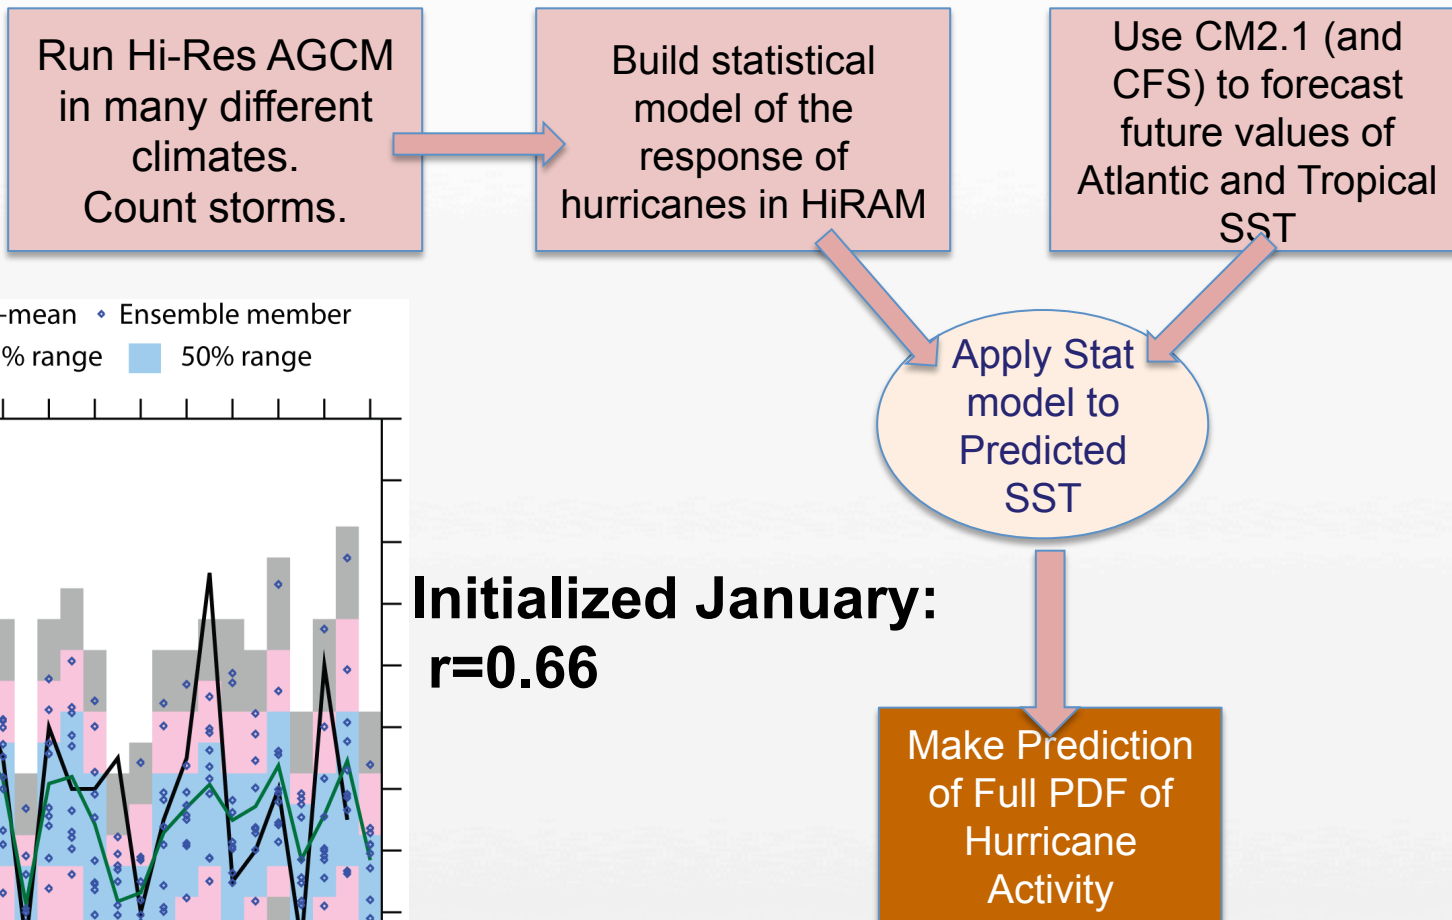 Run Hi-Res AGCM
in many different
climates.
Count storms.
Build statistical
model of the
response of
hurricanes in HiRAM
Use CM2.1 (and
CFS) to forecast
future values of
Atlantic and Tropical
SST
-mean Ensemble member
% range 50% range
Apply Stat
model to
Predicted
SST
Initialized January:
r=0.66
Make Prediction
of Full PDF of
Hurricane
Activity